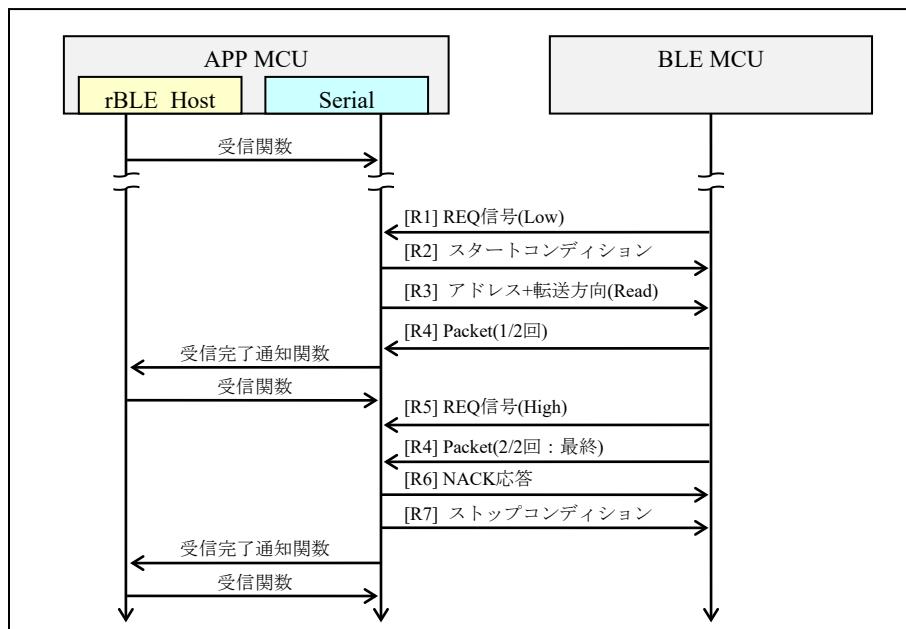 APP MCU
BLE MCU
rBLE_Host
Serial
受信関数
[R1] REQ信号(Low)
[R2] スタートコンディション
[R3] アドレス+転送方向(Read)
[R4] Packet(1/2回)
受信完了通知関数
受信関数
[R5] REQ信号(High)
[R4] Packet(2/2回：最終)
[R6] NACK応答
[R7] ストップコンディション
受信完了通知関数
受信関数